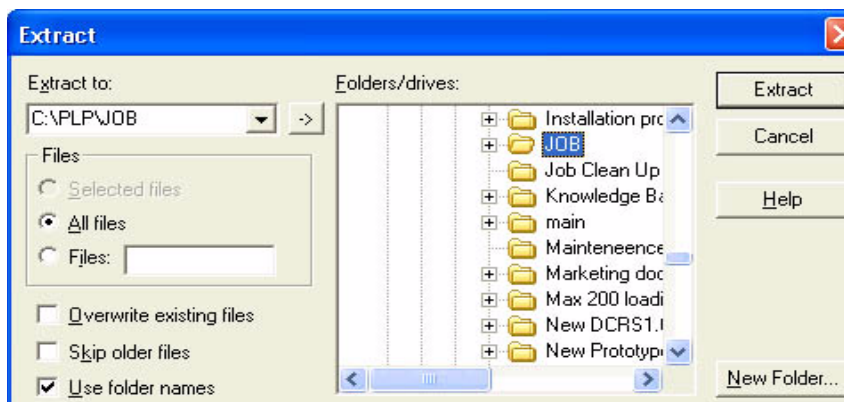 Extract
Extract to:
C:\PLP\JOB
->
Files
Selected files
All files
Files:
Overwrite existing files
Skip older files
Use folder names
Folders/drives:
Installation pro
JOB
Job Clean Up
Knowledge Ba
main
Mainteneence
Marketing doc
Max 200 loadi
New DCRS1.
New Prototyp
Extract
Cancel
Help
New Folder...